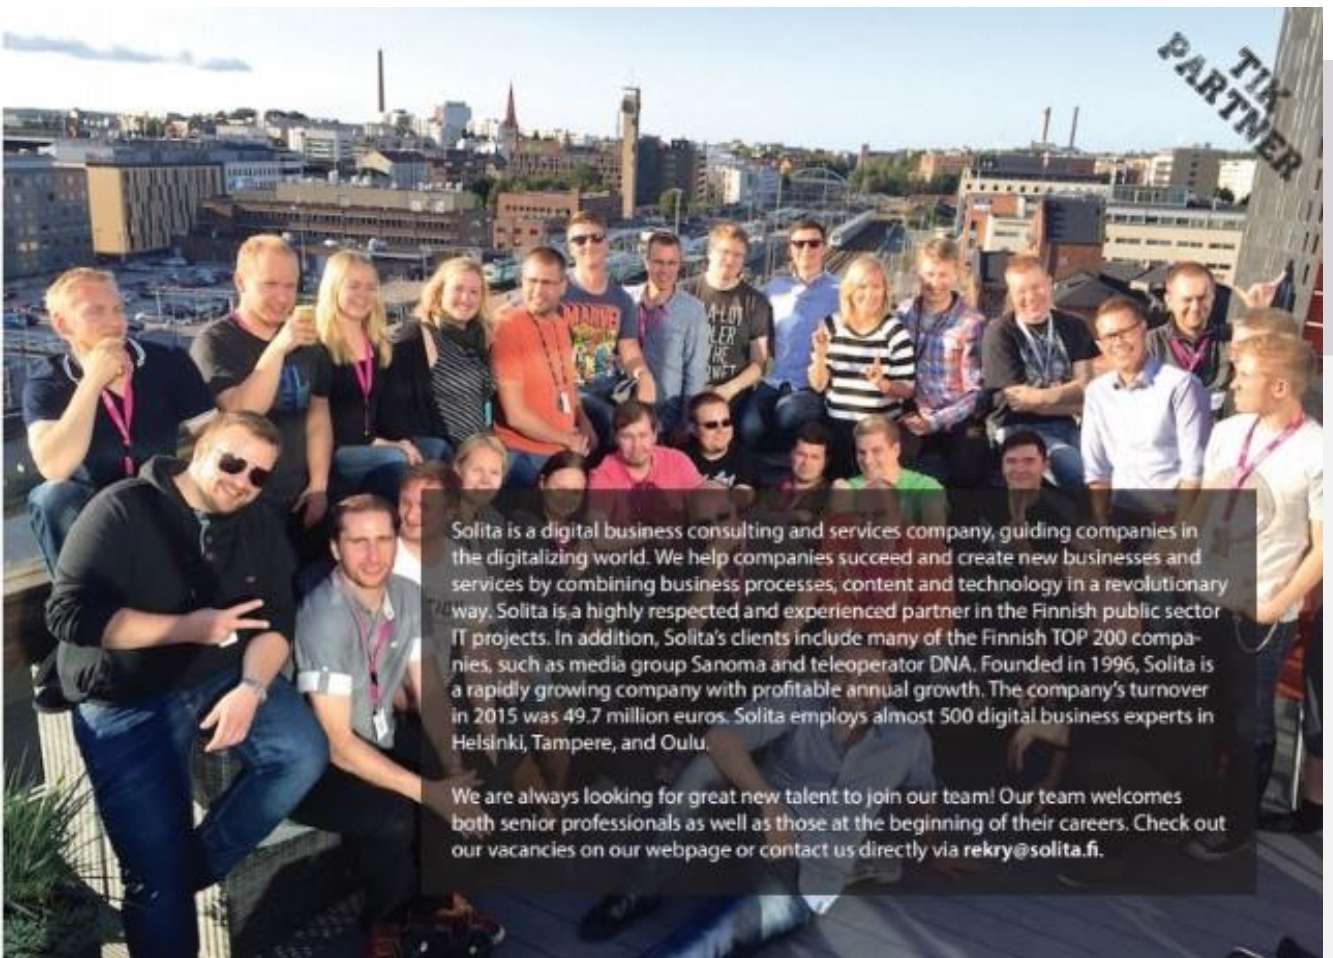 TIK
PARTNER
MARVEL
Solita is a digital business consulting and services company, guiding companies in
the digitalizing world. We help companies succeed and create new businesses and
services by combining business processes, content and technology in a revolutionary
way. Solita is a highly respected and experienced partner in the Finnish public sector
IT projects. In addition, Solita's clients include many of the Finnish TOP 200 compa-
nies, such as media group Sanoma and teleoperator DNA. Founded in 1996, Solita is
a rapidly growing company with profitable annual growth. The company's turnover
in 2015 was 49.7 million euros. Solita employs almost 500 digital business experts in
Helsinki, Tampere, and Oulu.
We are always looking for great new talent to join our team! Our team welcomes
both senior professionals as well as those at the beginning of their careers. Check out
our vacancies on our webpage or contact us directly via rekry@solita.fi.